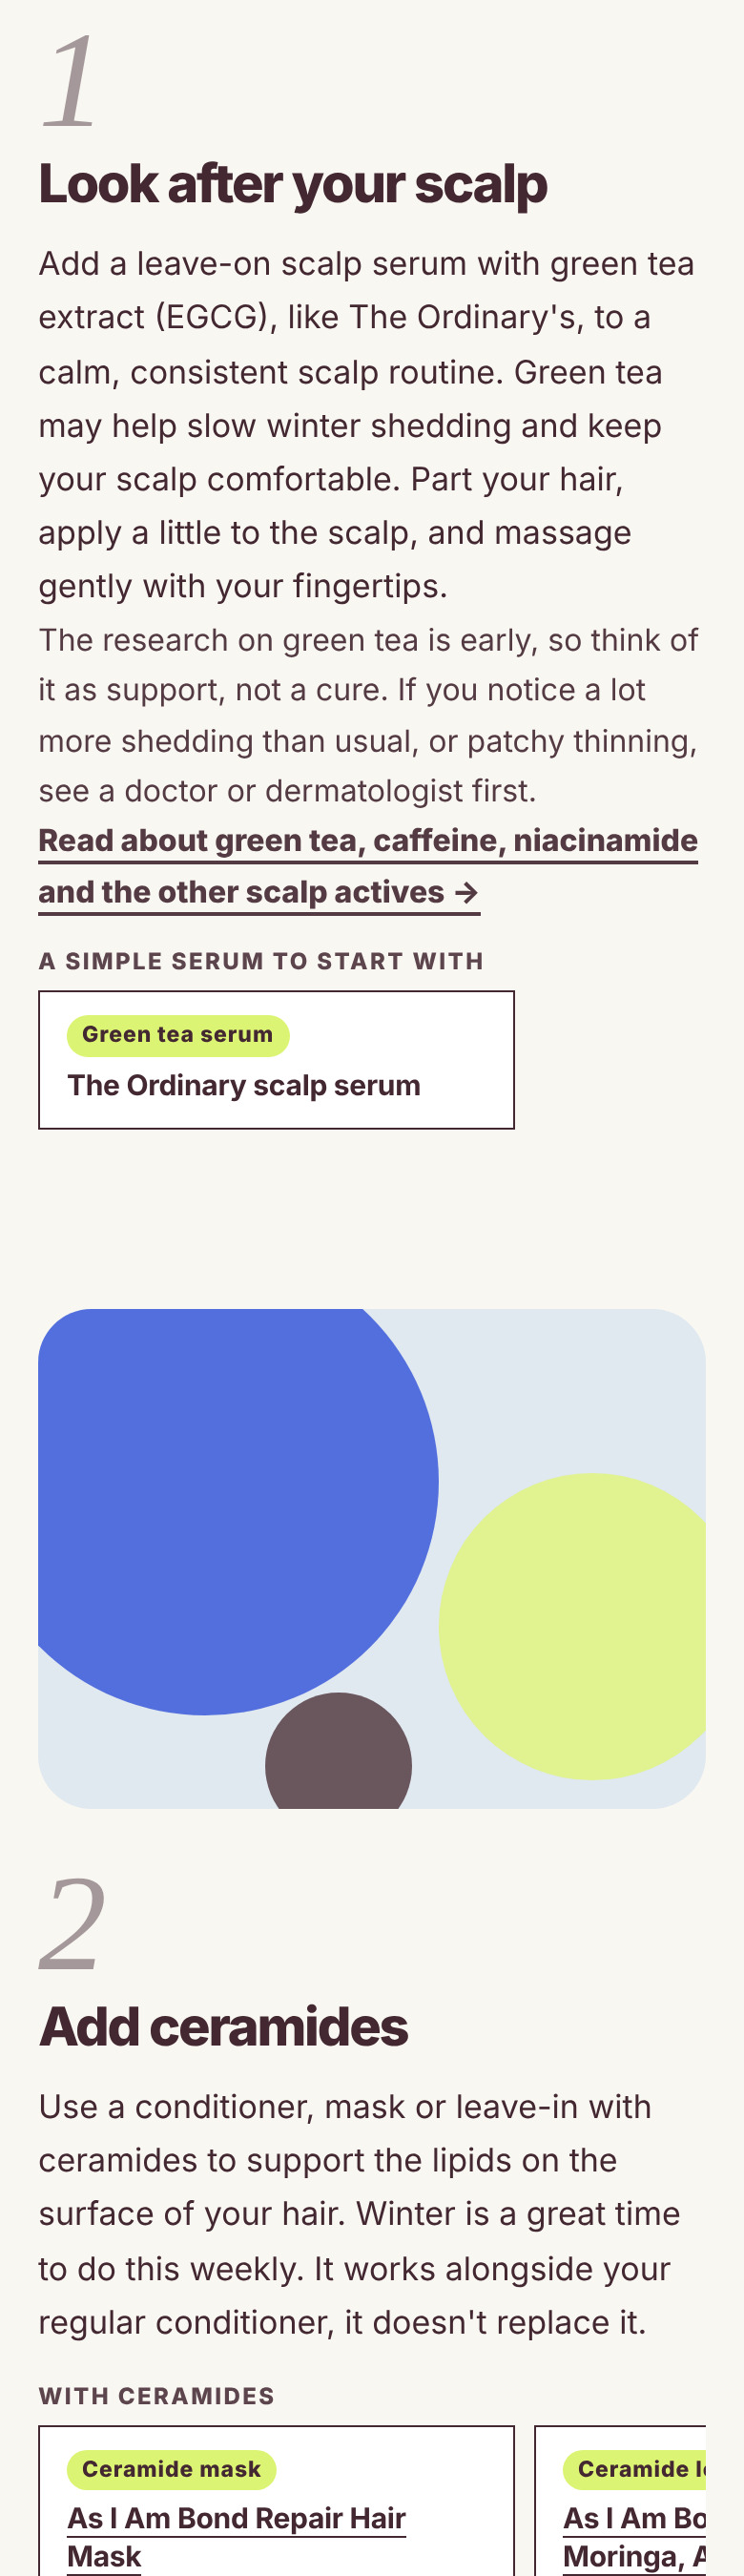 1
Look after your scalp
Add a leave-on scalp serum with green tea
extract (EGCG), like The Ordinary's, to a
calm, consistent scalp routine. Green tea
may help slow winter shedding and keep
your scalp comfortable. Part your hair,
apply a little to the scalp, and massage
gently with your fingertips.
The research on green tea is early, so think of
it as support, not a cure. If you notice a lot
more shedding than usual, or patchy thinning,
see a doctor or dermatologist first.
Read about green tea, caffeine, niacinamide
and the other scalp actives →
A SIMPLE SERUM TO START WITH
Green tea serum
The Ordinary scalp serum
2
Add ceramides
Use a conditioner, mask or leave-in with
ceramides to support the lipids on the
surface of your hair. Winter is a great time
to do this weekly. It works alongside your
regular conditioner, it doesn't replace it.
WITH CERAMIDES
Ceramide mask
As I Am Bond Repair Hair
Mask
Ceramide
As I Am
Moringa,